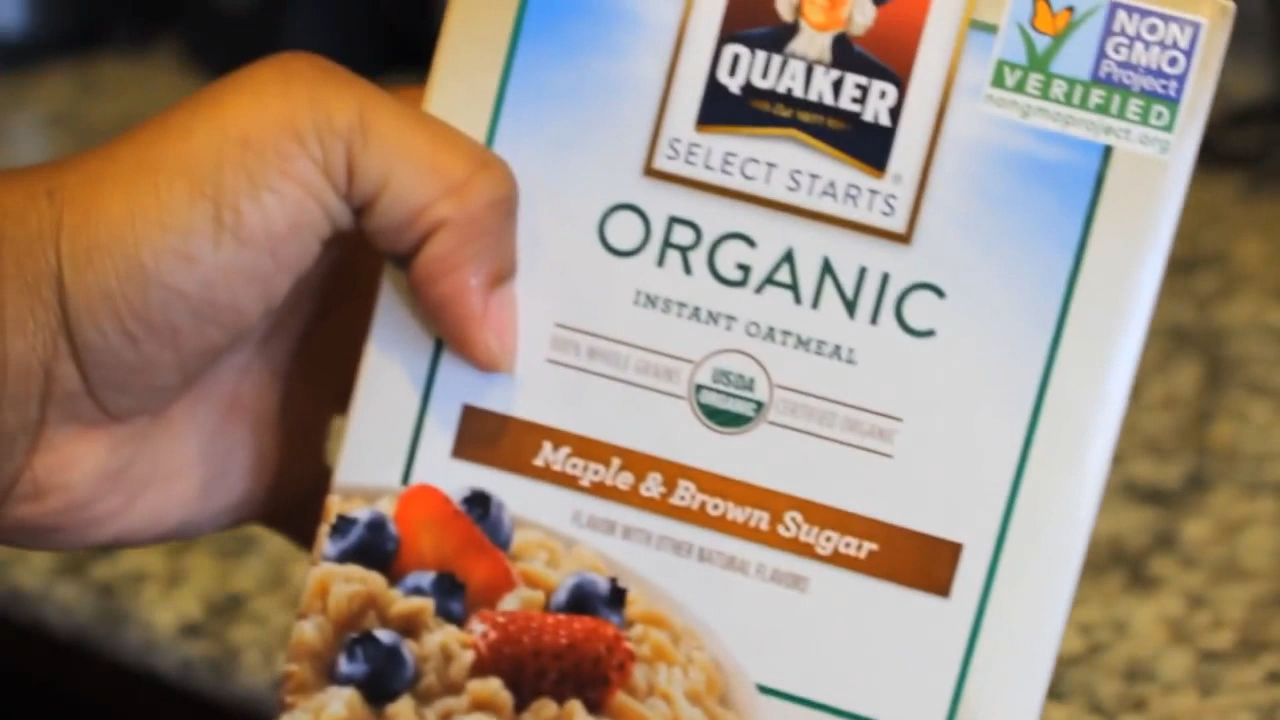 NON
GMO
Project
VERIFIED
nongmoproject.org
QUAKER
SELECT STARTS
ORGANIC
INSTANT OATMEAL
100% WHOLE GRAINS
USDA
ORGANIC
CERTIFIED ORGANIC
Maple & Brown Sugar
FLAVOR WITH OTHER NATURAL FLAVORS